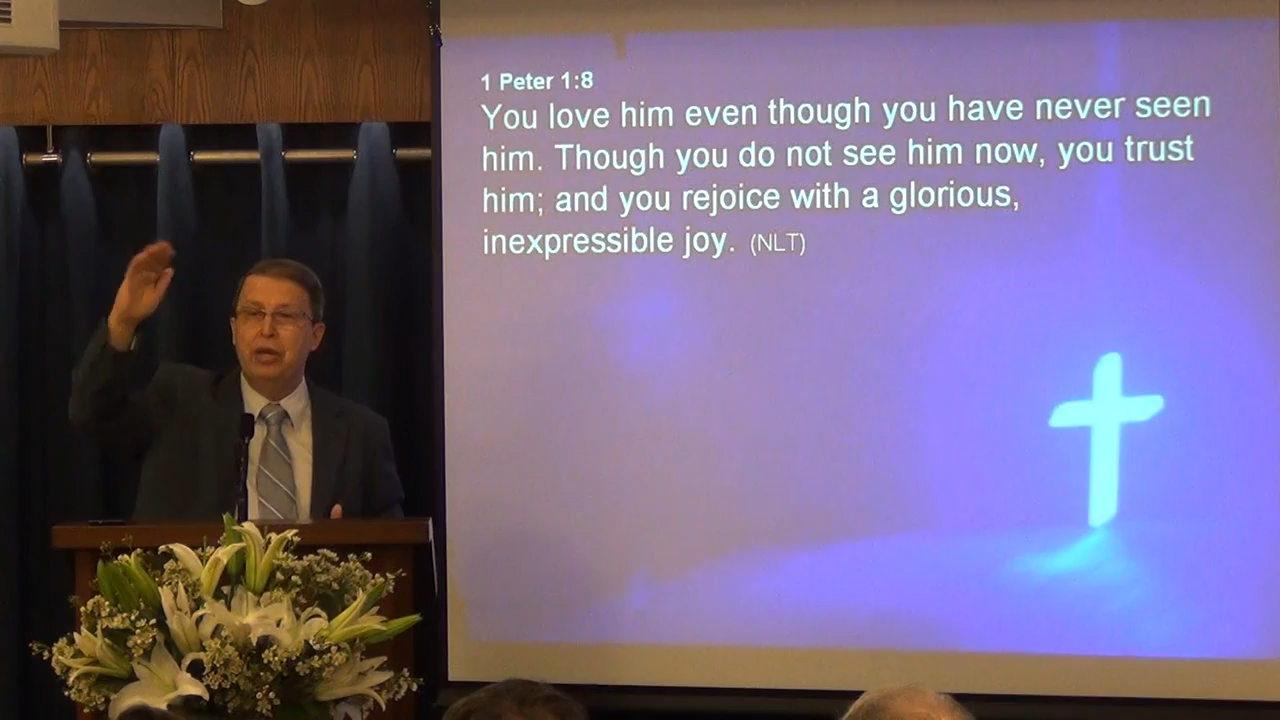 1 Peter 1:8
You love him even though you have never seen
him. Though you do not see him now, you trust
him; and you rejoice with a glorious,
inexpressible joy. (NLT)